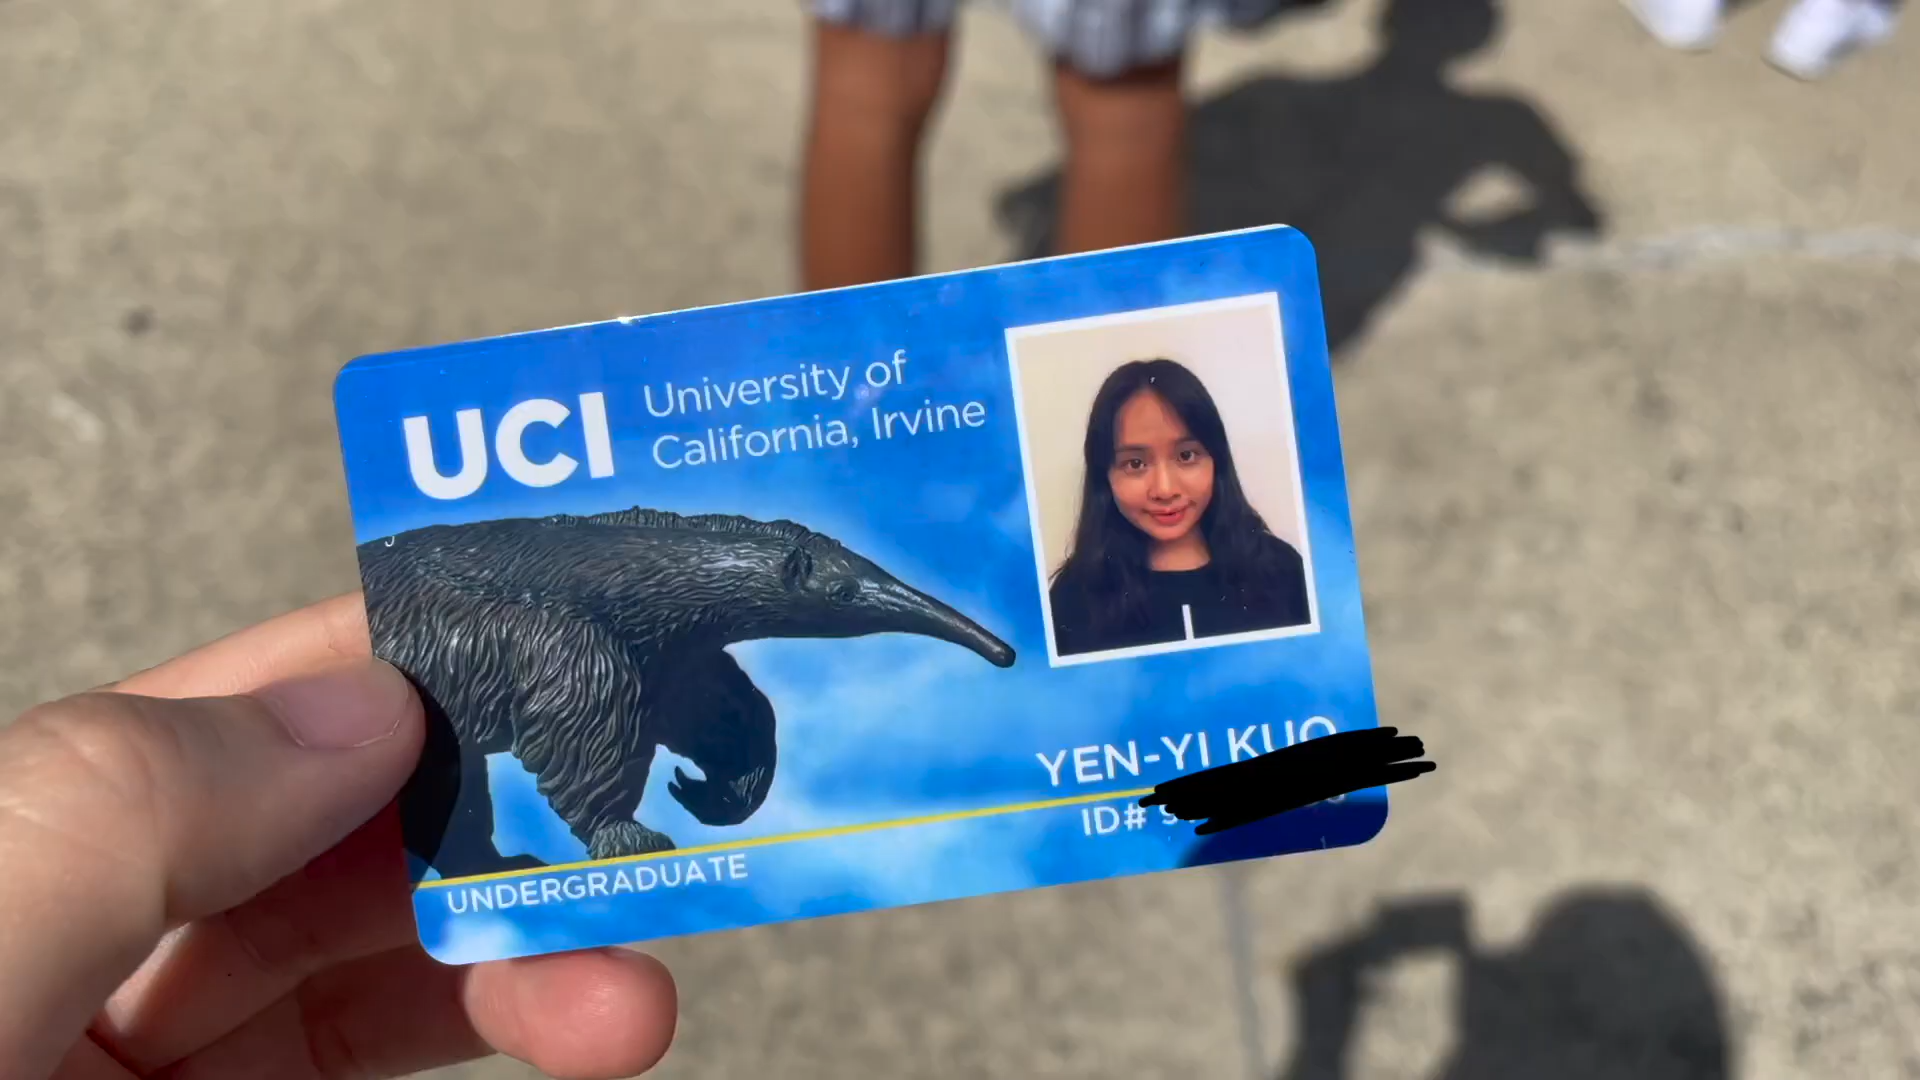 UCI
University of
California, Irvine
YEN-YI KUO
ID#
UNDERGRADUATE